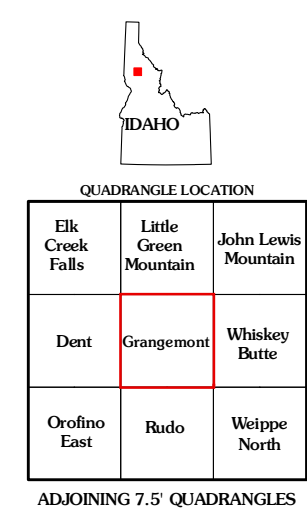 IDAHO
QUADRANGLE LOCATION
Elk
Creek
Falls
Little
Green
Mountain
John Lewis
Mountain
Dent
Grangemont
Whiskey
Butte
Orofino
East
Rudo
Weippe
North
ADJOINING 7.5' QUADRANGLES